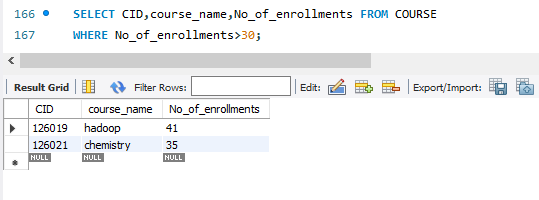 166 SELECT CID,course_name,No_of_enrollments FROM COURSE
167 WHERE No_of_enrollments>30;
Result Grid Filter Rows: Edit: Export/Import:
CID course_name No_of_enrollments
126019 hadoop 41
126021 chemistry 35
NULL NULL NULL